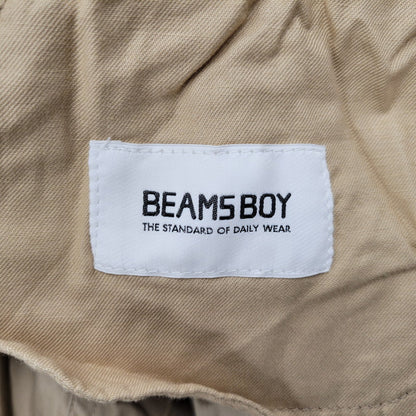 BEAMS BOY
THE STANDARD OF DAILY WEAR